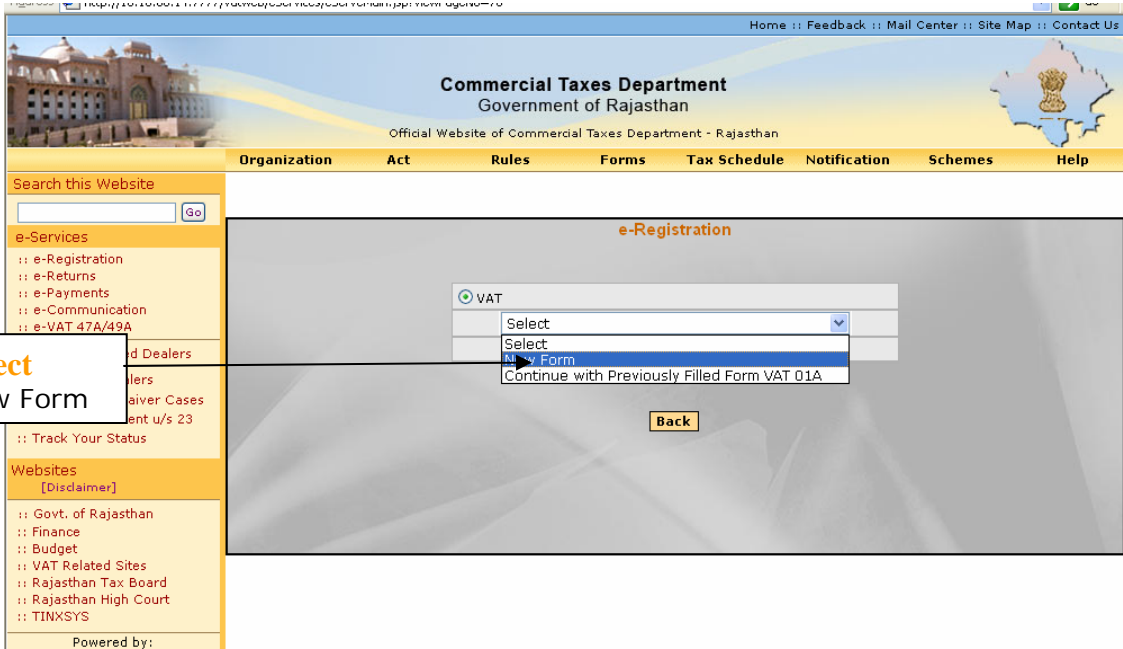 Home :: Feedback :: Mail Center :: Site Map :: Contact Us
Commercial Taxes Department
Government of Rajasthan
Official Website of Commercial Taxes Department - Rajasthan
Organization Act Rules Forms Tax Schedule Notification Schemes Help
Search this Website
Go
e-Services
:: e-Registration
:: e-Returns
:: e-Payments
:: e-Communication
:: e-VAT 47A/49A
Dealers
aiver Cases
ent u/s 23
:: Track Your Status
ect
Form
Websites
[Disclaimer]
:: Govt. of Rajasthan
:: Finance
:: Budget
:: VAT Related Sites
:: Rajasthan Tax Board
:: Rajasthan High Court
:: TINXSYS
Powered by:
e-Registration
VAT
Select
Select
New Form
Continue with Previously Filled Form VAT 01A
Back